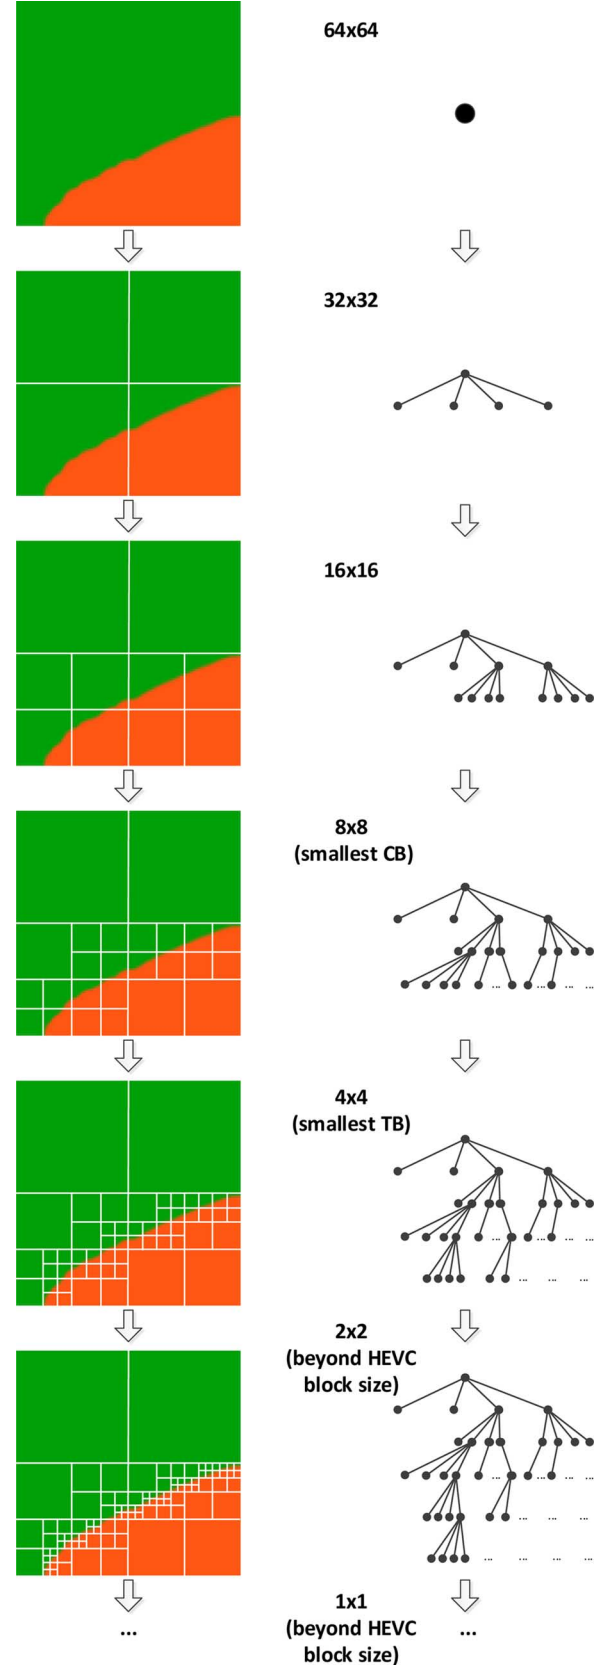 64x64
32x32
16x16
8x8
(smallest CB)
... ... ... ...
4x4
(smallest TB)
... ... ... ...
... ... ...
2x2
(beyond HEVC
block size)
... ... ... ...
... ... ...
... ... ... ...
1x1
(beyond HEVC
block size)
... ...